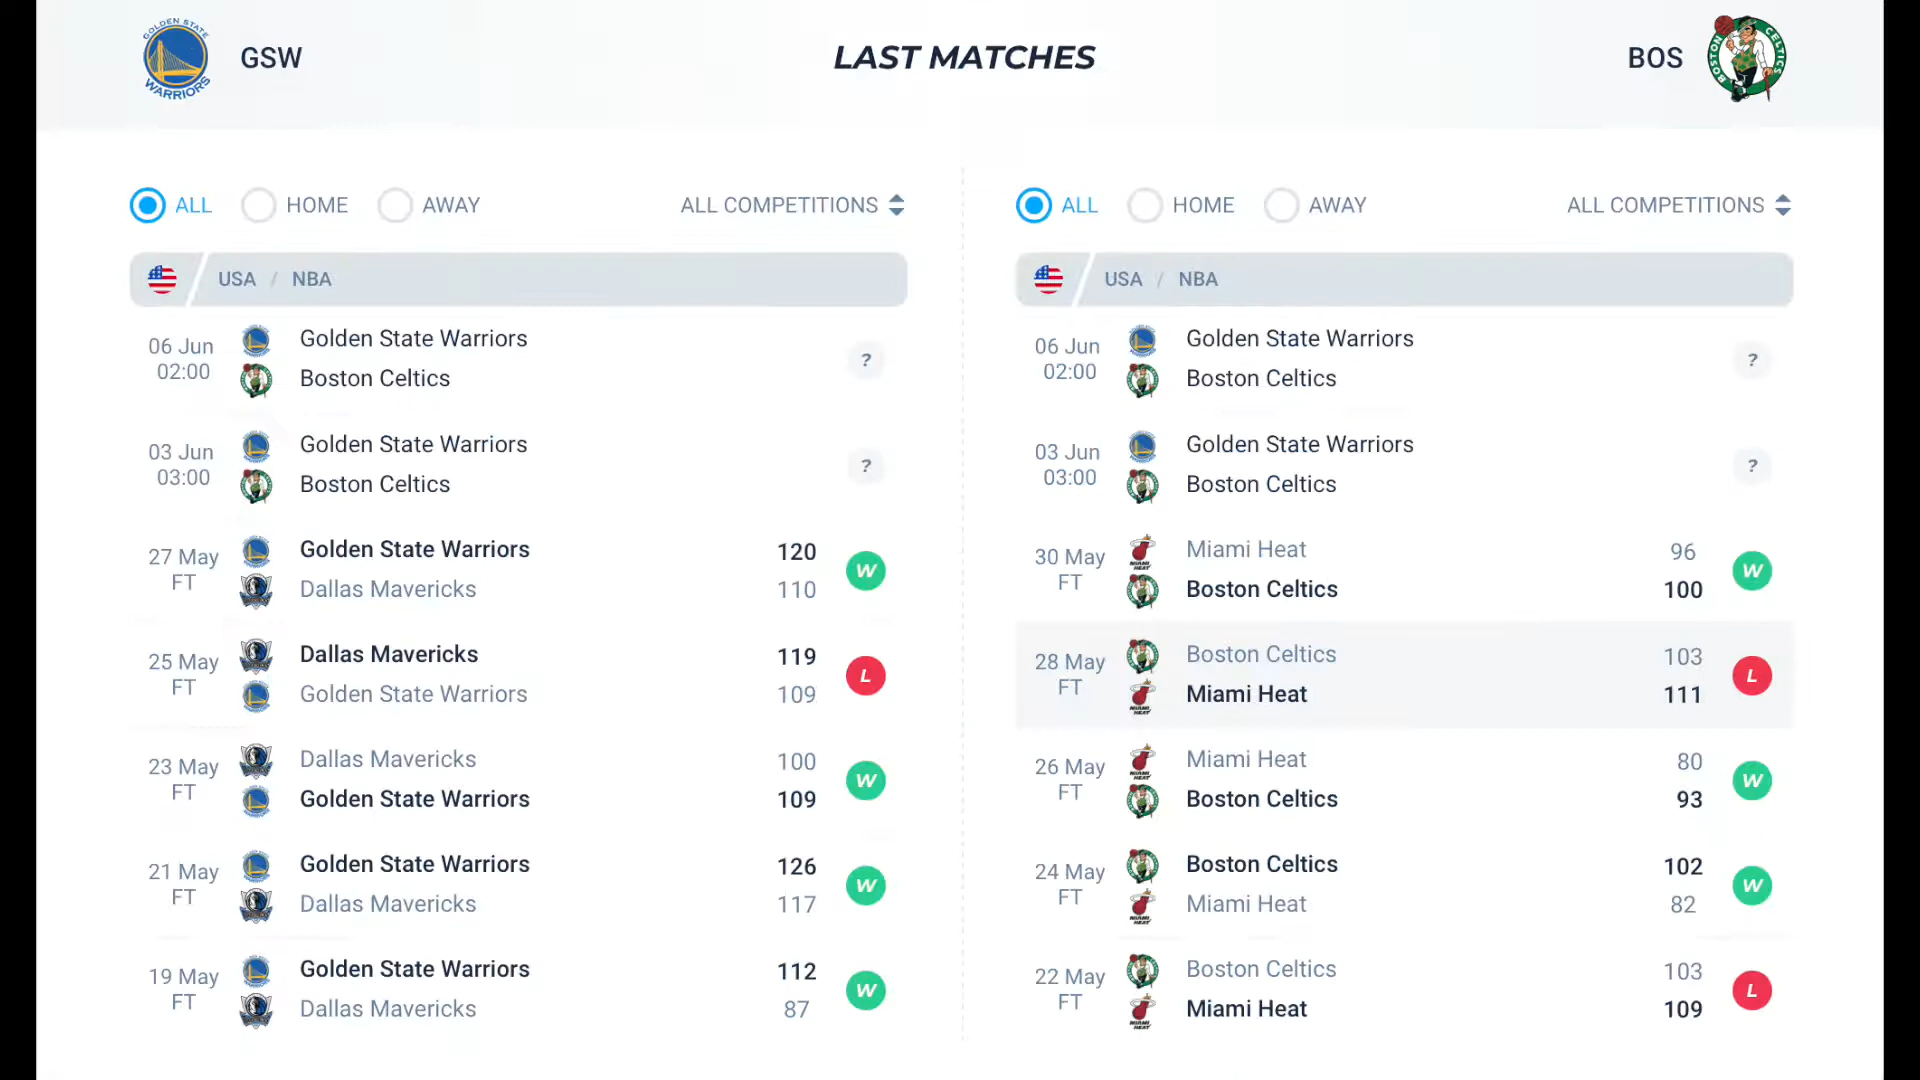 GOLDEN STATE
WARRIORS
GSW
LAST MATCHES
BOS
BOSTON
CELTICS
ALL
HOME
AWAY
ALL COMPETITIONS
USA / NBA
06 Jun
02:00
Golden State Warriors
Boston Celtics
?
03 Jun
03:00
Golden State Warriors
Boston Celtics
?
27 May
FT
Golden State Warriors 120
Dallas Mavericks 110
W
25 May
FT
Dallas Mavericks 119
Golden State Warriors 109
L
23 May
FT
Dallas Mavericks 100
Golden State Warriors 109
W
21 May
FT
Golden State Warriors 126
Dallas Mavericks 117
W
19 May
FT
Golden State Warriors 112
Dallas Mavericks 87
W
ALL
HOME
AWAY
ALL COMPETITIONS
USA / NBA
06 Jun
02:00
Golden State Warriors
Boston Celtics
?
03 Jun
03:00
Golden State Warriors
Boston Celtics
?
30 May
FT
Miami Heat 96
Boston Celtics 100
W
28 May
FT
Boston Celtics 103
Miami Heat 111
L
26 May
FT
Miami Heat 80
Boston Celtics 93
W
24 May
FT
Boston Celtics 102
Miami Heat 82
W
22 May
FT
Boston Celtics 103
Miami Heat 109
L